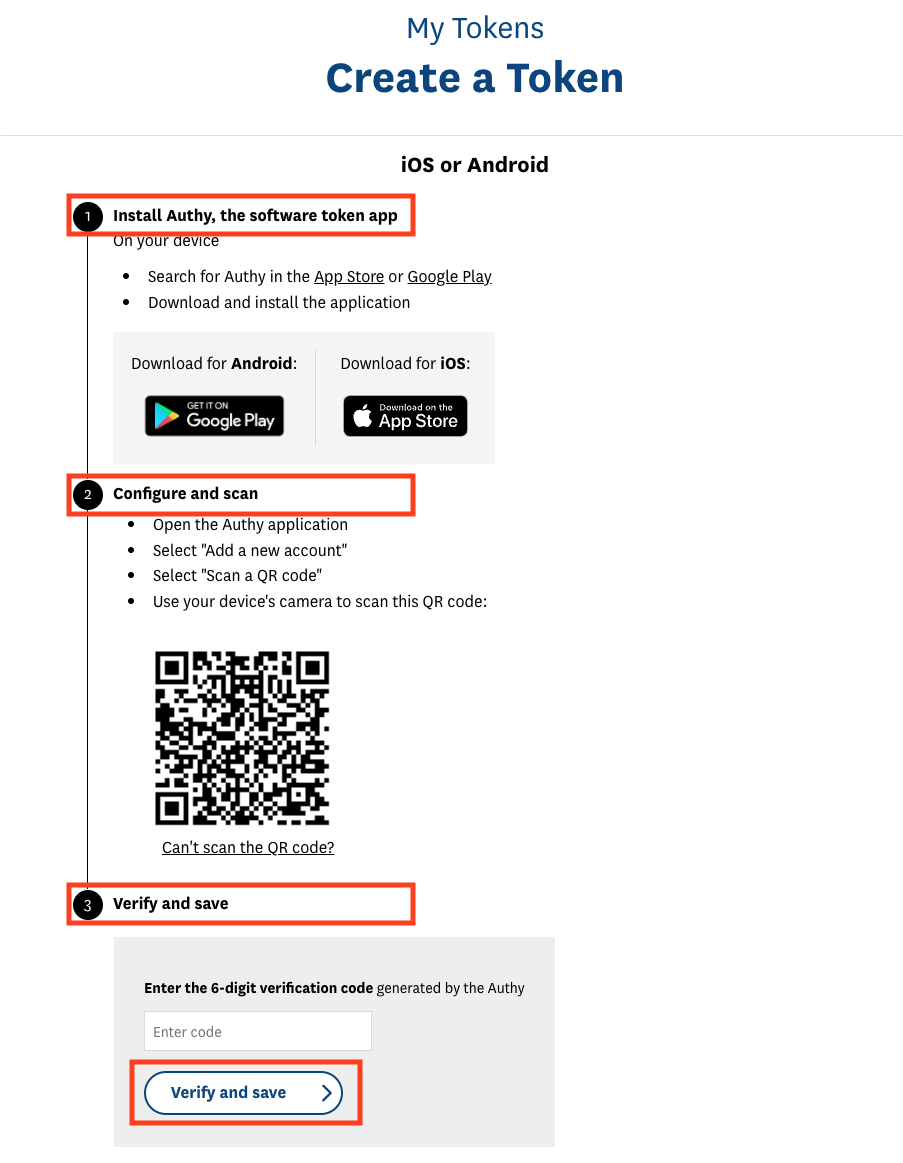 My Tokens
Create a Token
iOS or Android
1 Install Authy, the software token app
On your device
• Search for Authy in the App Store or Google Play
• Download and install the application
Download for Android: Download for iOS:
GET IT ON Download on the
Google Play App Store
2 Configure and scan
• Open the Authy application
• Select "Add a new account"
• Select "Scan a QR code"
• Use your device's camera to scan this QR code:
Can't scan the QR code?
3 Verify and save
Enter the 6-digit verification code generated by the Authy
Enter code
Verify and save